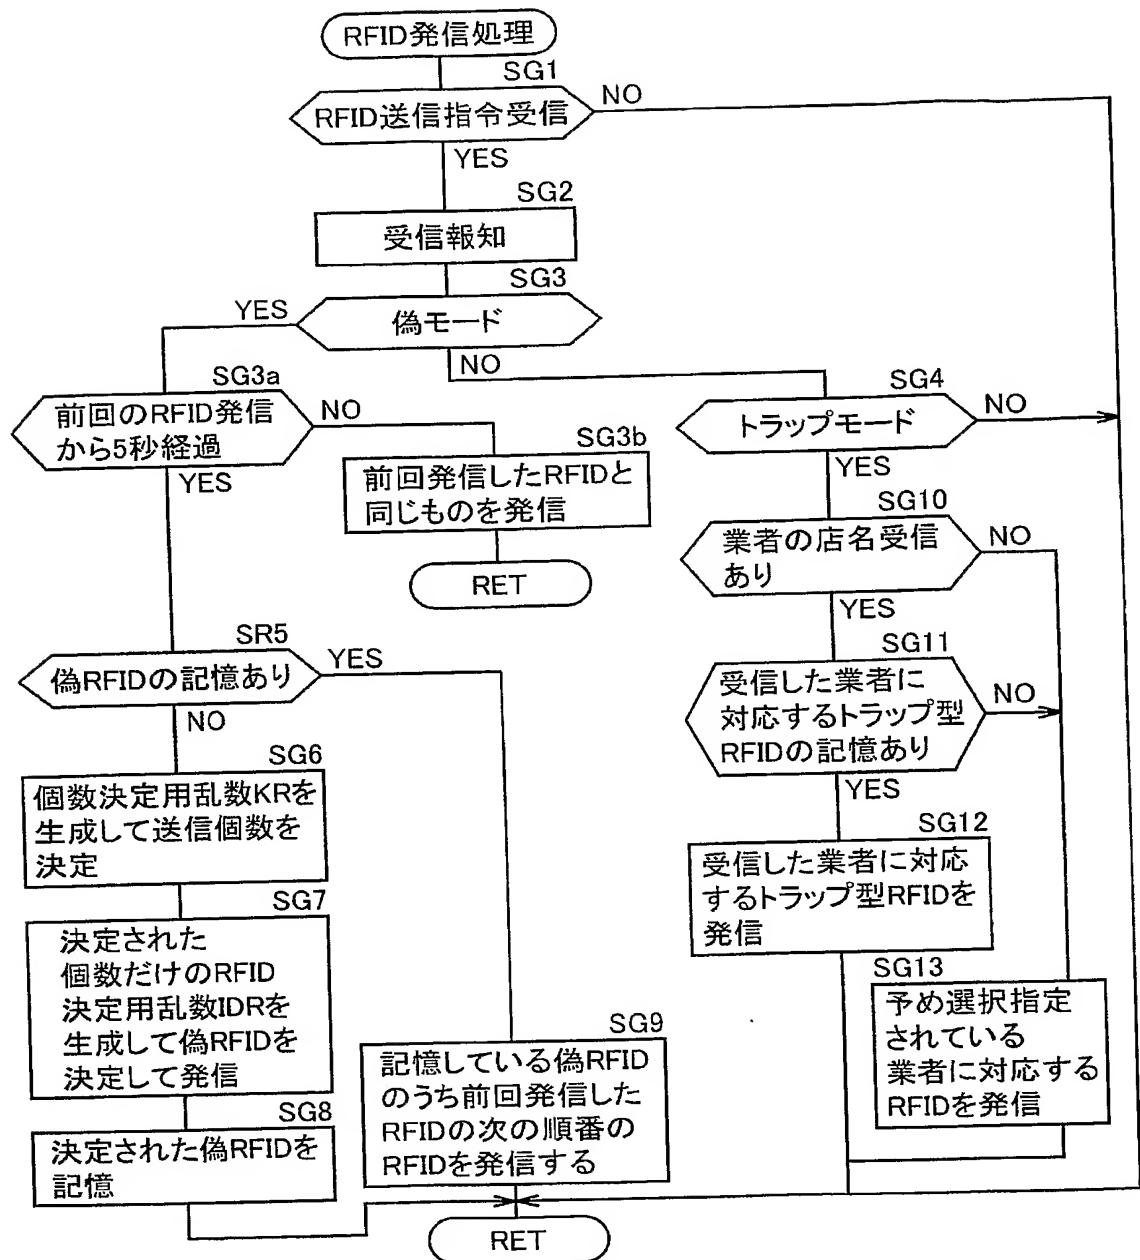 RFID発信処理
SG1
RFID送信指令受信
NO
YES
SG2
受信報知
SG3
偽モード
YES
NO
SG3a
前回のRFID発信
から5秒経過
NO
YES
SG3b
前回発信したRFIDと
同じものを発信
RET
SG4
トラップモード
NO
YES
SG10
業者の店名受信
あり
NO
YES
SR5
偽RFIDの記憶あり
YES
NO
SG11
受信した業者に
対応するトラップ型
RFIDの記憶あり
NO
YES
SG6
個数決定用乱数KRを
生成して送信個数を
決定
SG12
受信した業者に対応
するトラップ型RFIDを
発信
SG7
決定された
個数だけのRFID
決定用乱数IDRを
生成して偽RFIDを
決定して発信
SG13
予め選択指定
されている
業者に対応する
RFIDを発信
SG9
記憶している偽RFID
のうち前回発信した
RFIDの次の順番の
RFIDを発信する
SG8
決定された偽RFIDを
記憶
RET